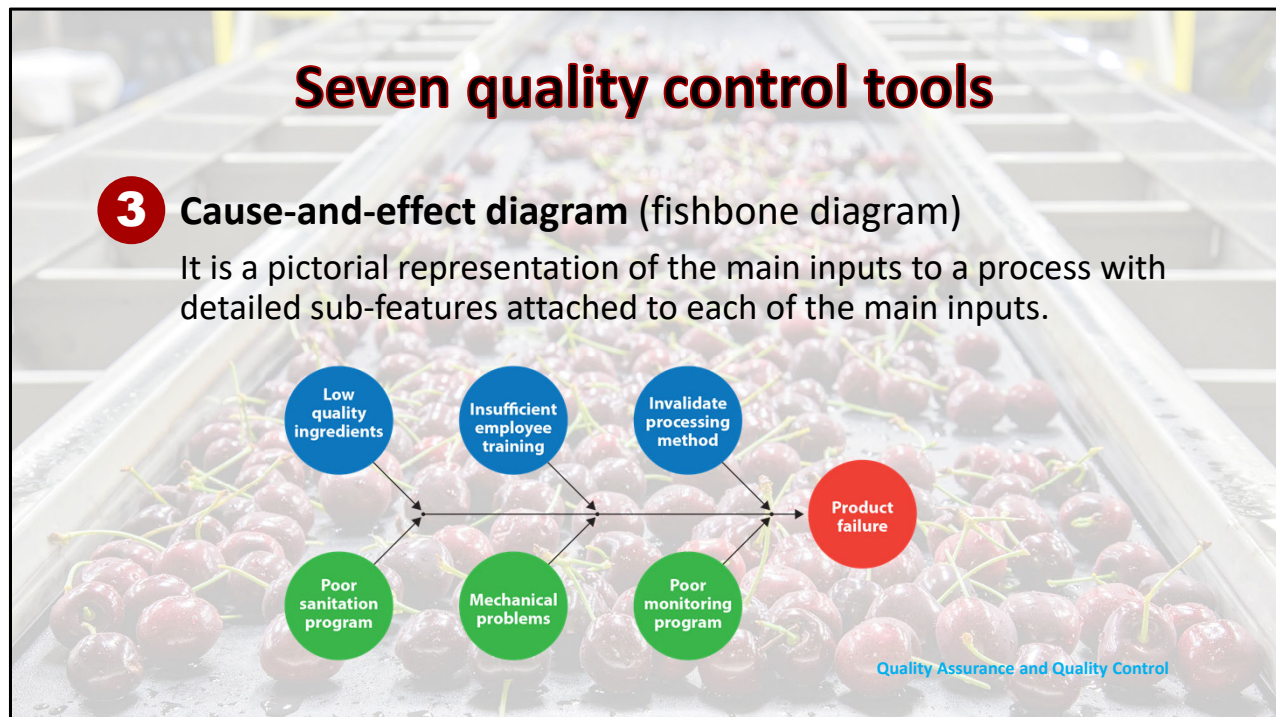 Seven quality control tools
3 Cause-and-effect diagram (fishbone diagram)
It is a pictorial representation of the main inputs to a process with
detailed sub-features attached to each of the main inputs.
Low
quality
ingredients
Insufficient
employee
training
Invalidate
processing
method
Product
failure
Poor
sanitation
program
Mechanical
problems
Poor
monitoring
program
Quality Assurance and Quality Control